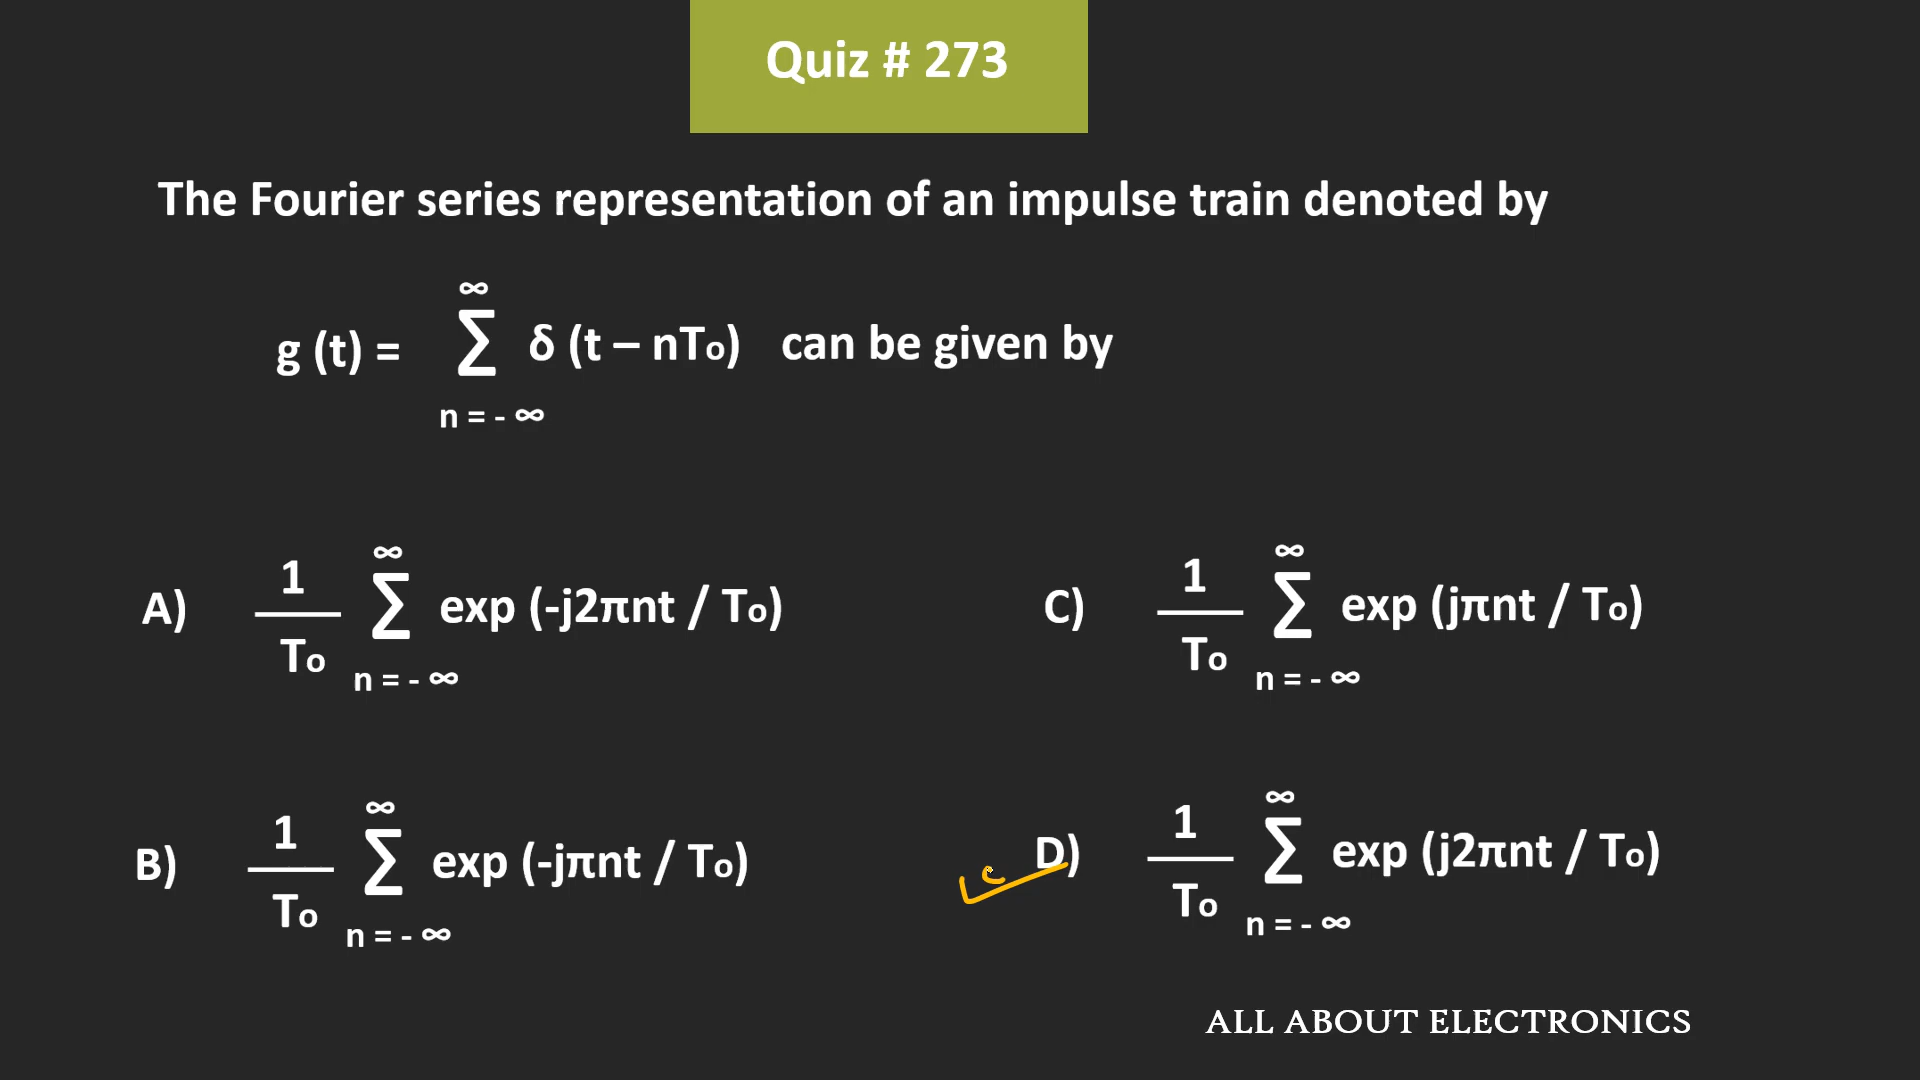 Quiz # 273
The Fourier series representation of an impulse train denoted by
∞
g (t) = ∑ δ (t – nTo) can be given by
n = - ∞
A) 1 / To ∞ ∑ n = - ∞ exp (-j2πnt / To)
C) 1 / To ∞ ∑ n = - ∞ exp (jπnt / To)
B) 1 / To ∞ ∑ n = - ∞ exp (-jπnt / To)
D) 1 / To ∞ ∑ n = - ∞ exp (j2πnt / To)
ALL ABOUT ELECTRONICS